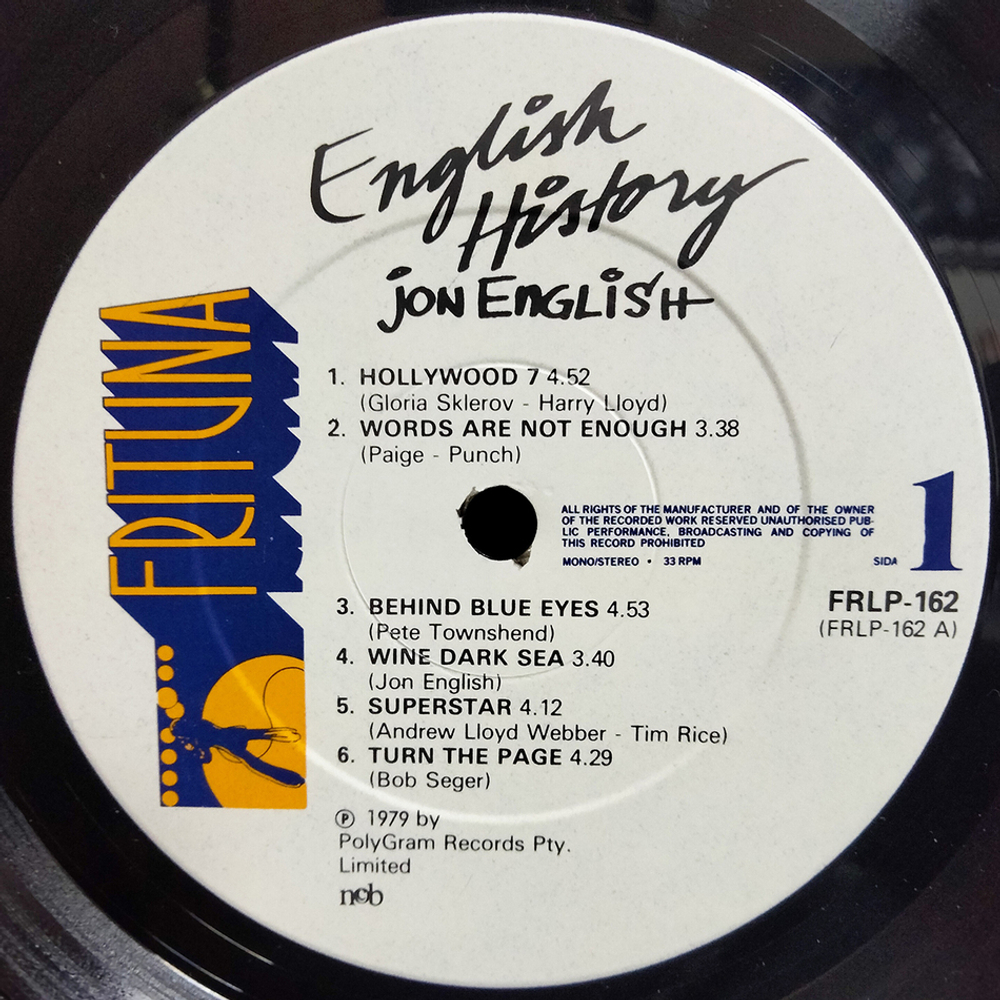 English
History
jon English
FRITUNA
1. HOLLYWOOD 7 4.52
(Gloria Sklerov - Harry Lloyd)
2. WORDS ARE NOT ENOUGH 3.38
(Paige - Punch)
ALL RIGHTS OF THE MANUFACTURER AND OF THE OWNER
OF THE RECORDED WORK RESERVED UNAUTHORISED PUB-
LIC PERFORMANCE, BROADCASTING AND COPYING OF
THIS RECORD PROHIBITED
MONO/STEREO • 33 RPM
SIDA 1
FRLP-162
(FRLP-162 A)
3. BEHIND BLUE EYES 4.53
(Pete Townshend)
4. WINE DARK SEA 3.40
(Jon English)
5. SUPERSTAR 4.12
(Andrew Lloyd Webber - Tim Rice)
6. TURN THE PAGE 4.29
(Bob Seger)
℗ 1979 by
PolyGram Records Pty.
Limited
ncb